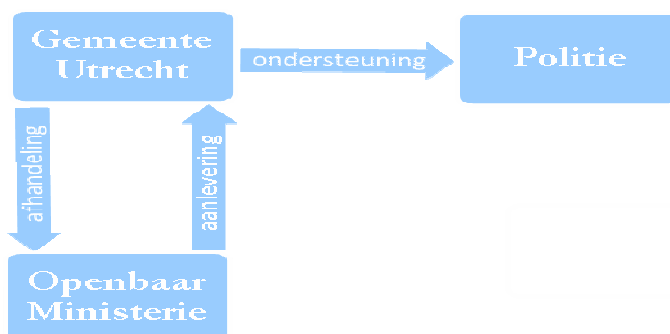 Gemeente
Utrecht
ondersteuning
Politie
afhandeling
aanlevering
Openbaar
Ministerie